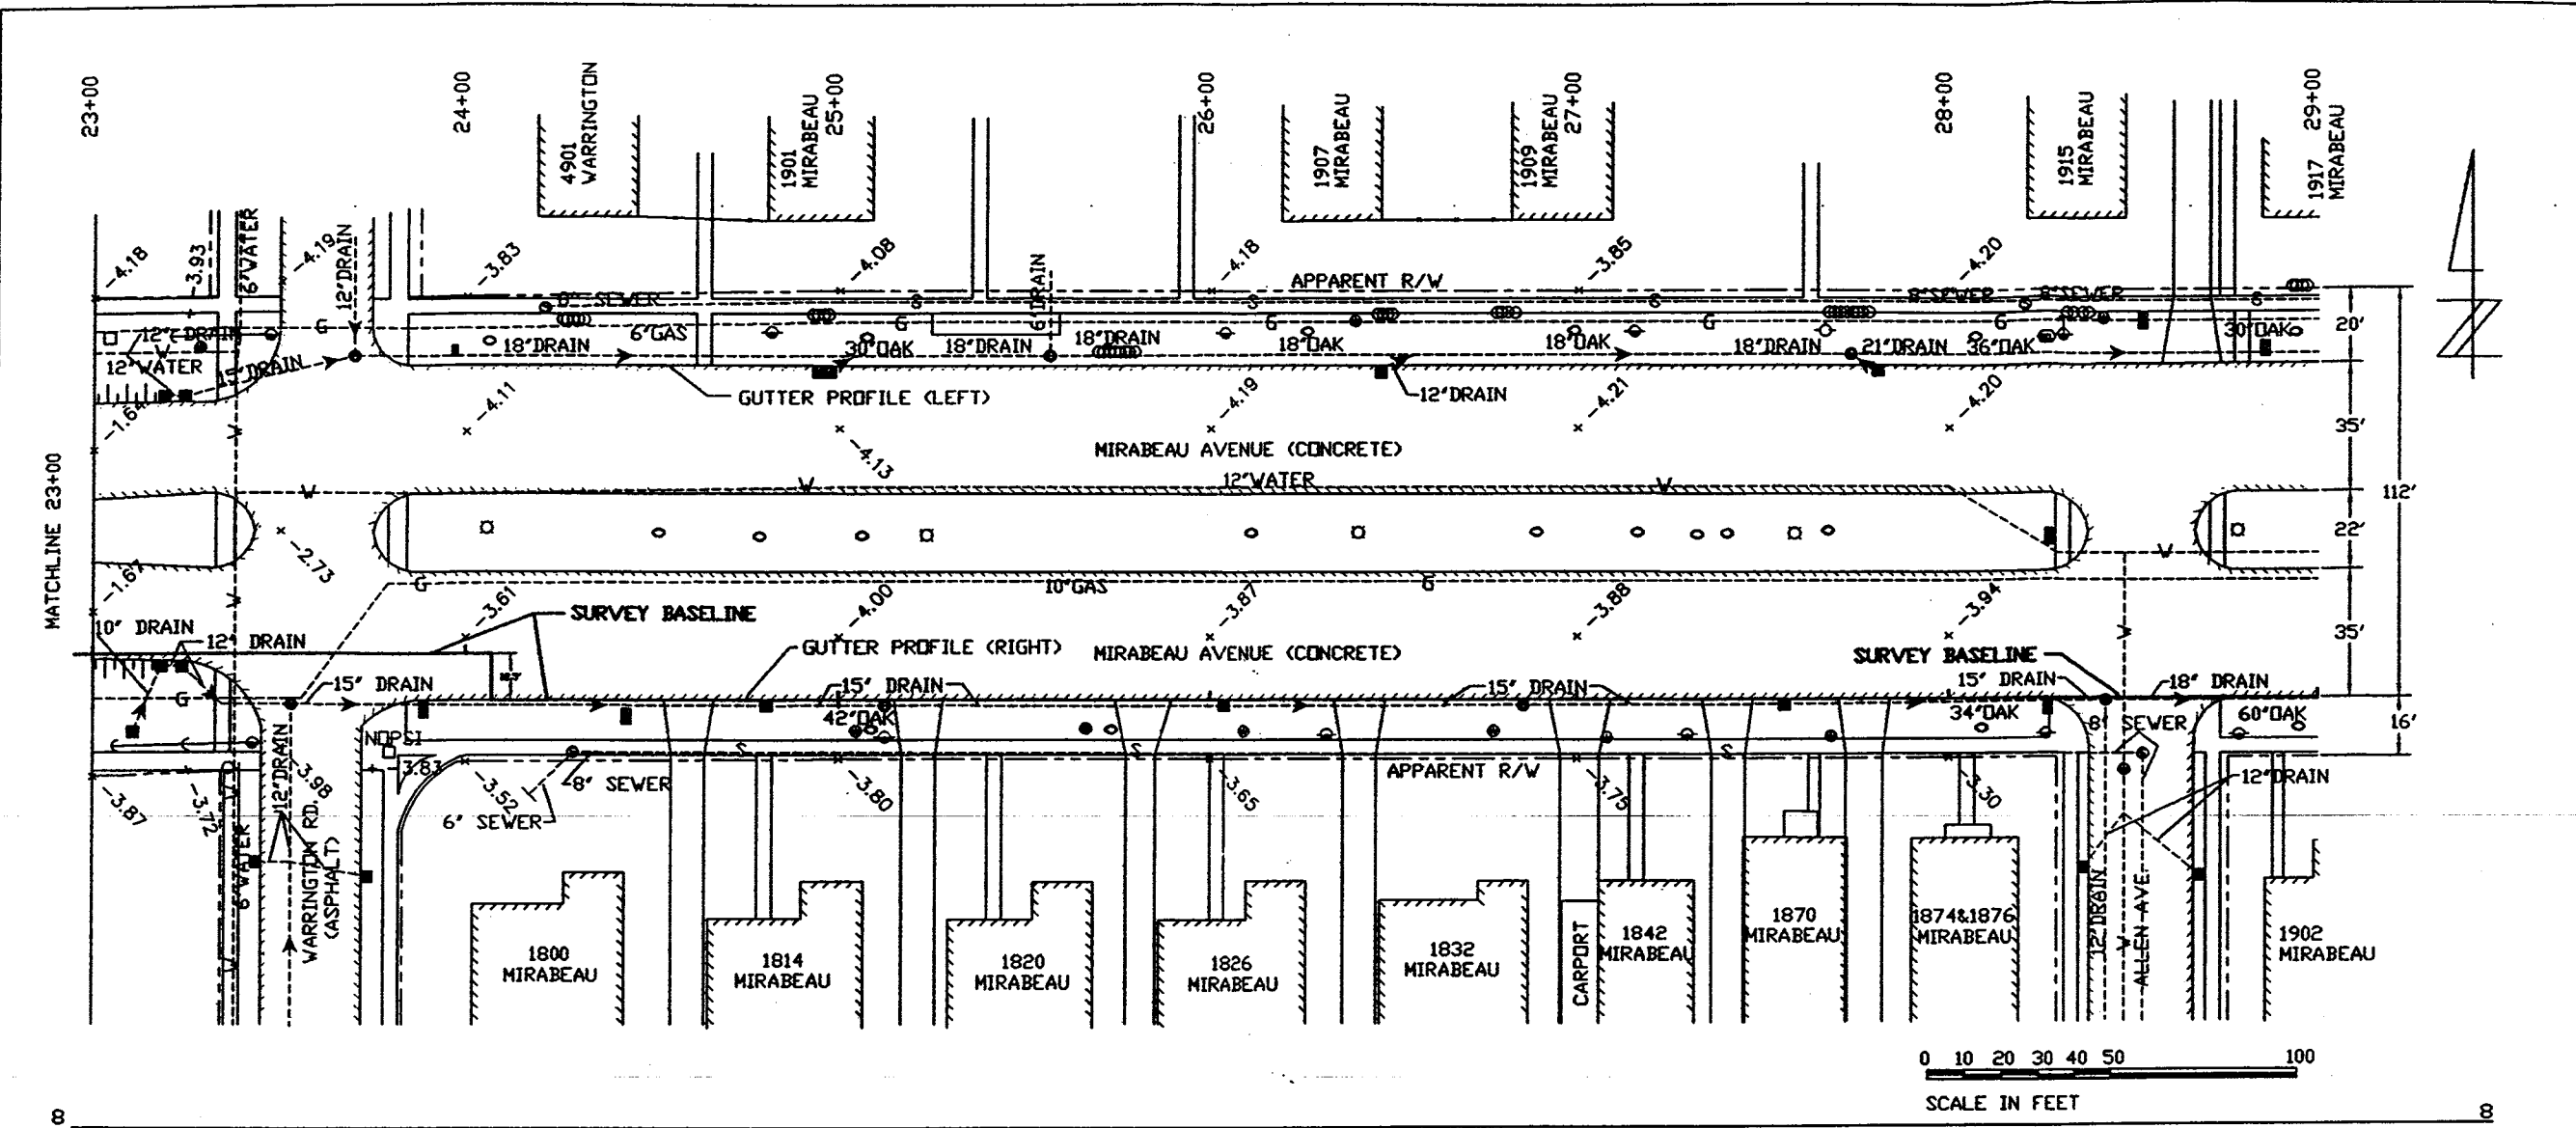 23+00
24+00
4901
WARRINGTON
1901
MIRABEAU
25+00
26+00
1907
MIRABEAU
1909
MIRABEAU
27+00
28+00
1915
MIRABEAU
1917
MIRABEAU
29+00
-4.18
-3.93
6"WATER
-4.19
12"DRAIN
-3.83
-4.08
-4.18
-3.85
-4.20
APPARENT R/W
8" SEWER
6"DRAIN
8"SEWER
8"SEWER
12" DRAIN
G
6"GAS
S
G
S
G
S
G
G
S
20'
W
12"WATER
15"DRAIN
18"DRAIN
30"OAK
18"DRAIN
18"DRAIN
18"OAK
18"OAK
18"DRAIN
21"DRAIN
36"OAK
30"OAK
GUTTER PROFILE (LEFT)
12"DRAIN
-1.64
-4.11
-4.13
-4.19
-4.21
-4.20
35'
MIRABEAU AVENUE (CONCRETE)
W
W
W
12"WATER
W
112'
MATCHLINE 23+00
-2.73
22'
W
-1.67
W
G
10"GAS
G
-3.61
-4.00
-3.87
-3.88
-3.94
SURVEY BASELINE
10" DRAIN
12" DRAIN
GUTTER PROFILE (RIGHT)
MIRABEAU AVENUE (CONCRETE)
W
35'
SURVEY BASELINE
G
15" DRAIN
15" DRAIN
15" DRAIN
15" DRAIN
18" DRAIN
42"OAK
34"OAK
8" SEWER
60"OAK
16'
NOPSI
12"DRAIN
S
S
S
-3.83
-3.98
8" SEWER
APPARENT R/W
12"DRAIN
-3.87
-3.72
-3.52
-3.80
-3.65
-3.75
-3.30
6" SEWER
6"WATER
WARRINGTON RD.
(ASPHALT)
12"DRAIN
W
ALLEN AVE.
W
1800
MIRABEAU
1814
MIRABEAU
1820
MIRABEAU
1826
MIRABEAU
1832
MIRABEAU
CARPORT
1842
MIRABEAU
1870
MIRABEAU
1874&1876
MIRABEAU
1902
MIRABEAU
0 10 20 30 40 50 100
SCALE IN FEET
8
8